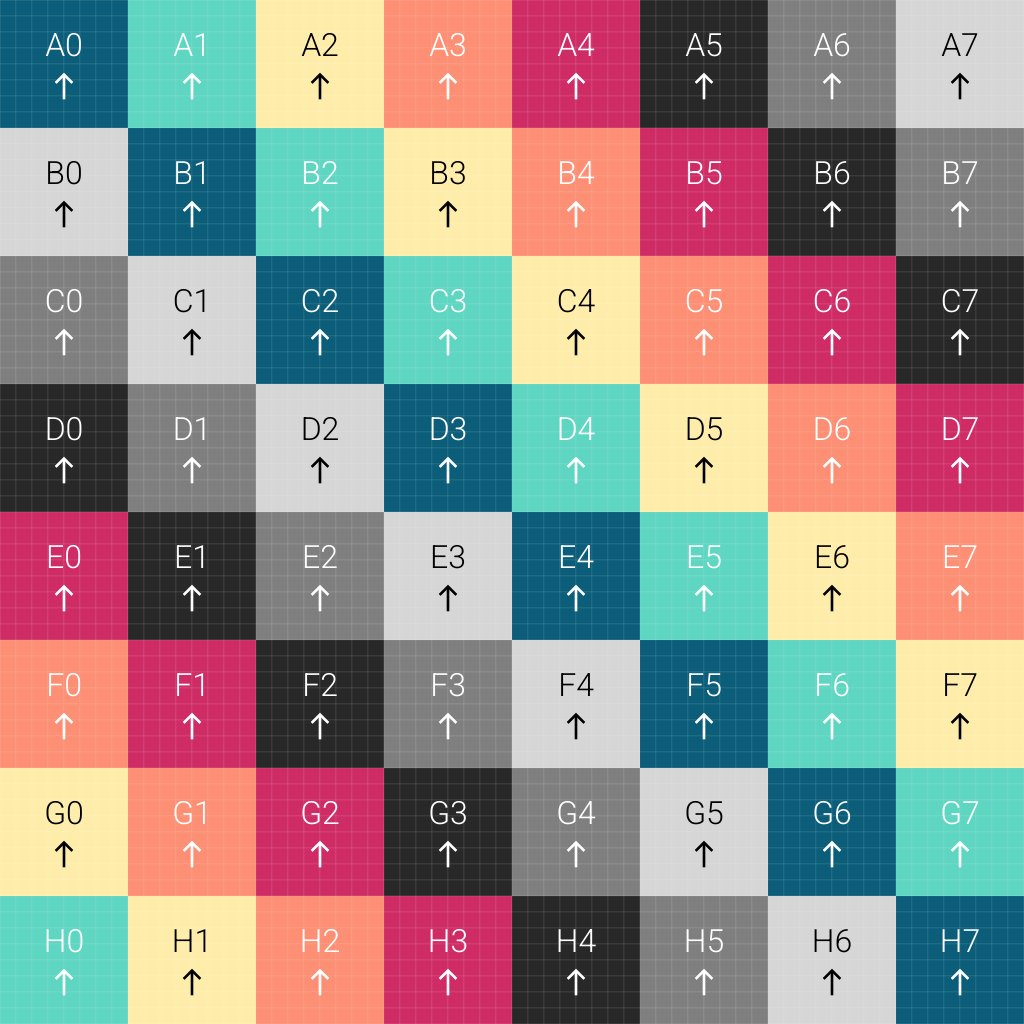 A0 A1 A2 A3 A4 A5 A6 A7
↑ ↑ ↑ ↑ ↑ ↑ ↑ ↑
B0 B1 B2 B3 B4 B5 B6 B7
↑ ↑ ↑ ↑ ↑ ↑ ↑ ↑
C0 C1 C2 C3 C4 C5 C6 C7
↑ ↑ ↑ ↑ ↑ ↑ ↑ ↑
D0 D1 D2 D3 D4 D5 D6 D7
↑ ↑ ↑ ↑ ↑ ↑ ↑ ↑
E0 E1 E2 E3 E4 E5 E6 E7
↑ ↑ ↑ ↑ ↑ ↑ ↑ ↑
F0 F1 F2 F3 F4 F5 F6 F7
↑ ↑ ↑ ↑ ↑ ↑ ↑ ↑
G0 G1 G2 G3 G4 G5 G6 G7
↑ ↑ ↑ ↑ ↑ ↑ ↑ ↑
H0 H1 H2 H3 H4 H5 H6 H7
↑ ↑ ↑ ↑ ↑ ↑ ↑ ↑